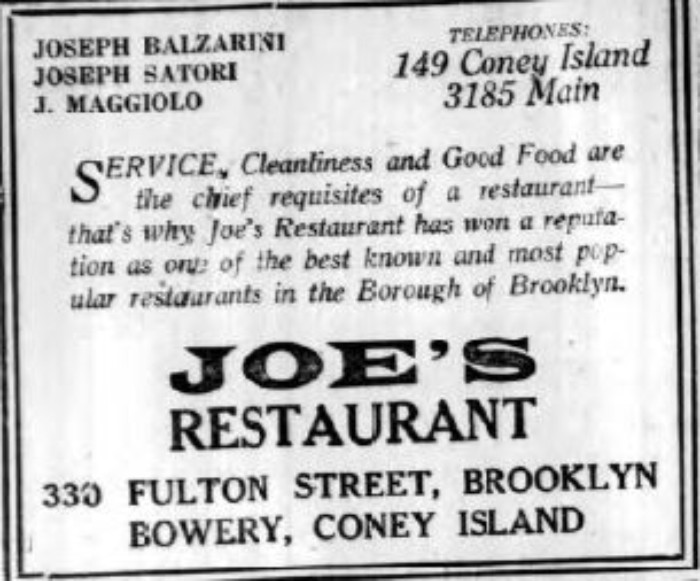 JOSEPH BALZARINI
JOSEPH SATORI
J. MAGGIOLO
TELEPHONES:
149 Coney Island
3185 Main
SERVICE, Cleanliness and Good Food are
the chief requisites of a restaurant—
that's why Joe's Restaurant has won a reputa-
tion as one of the best known and most pop-
ular restaurants in the Borough of Brooklyn.
JOE'S
RESTAURANT
330 FULTON STREET, BROOKLYN
BOWERY, CONEY ISLAND